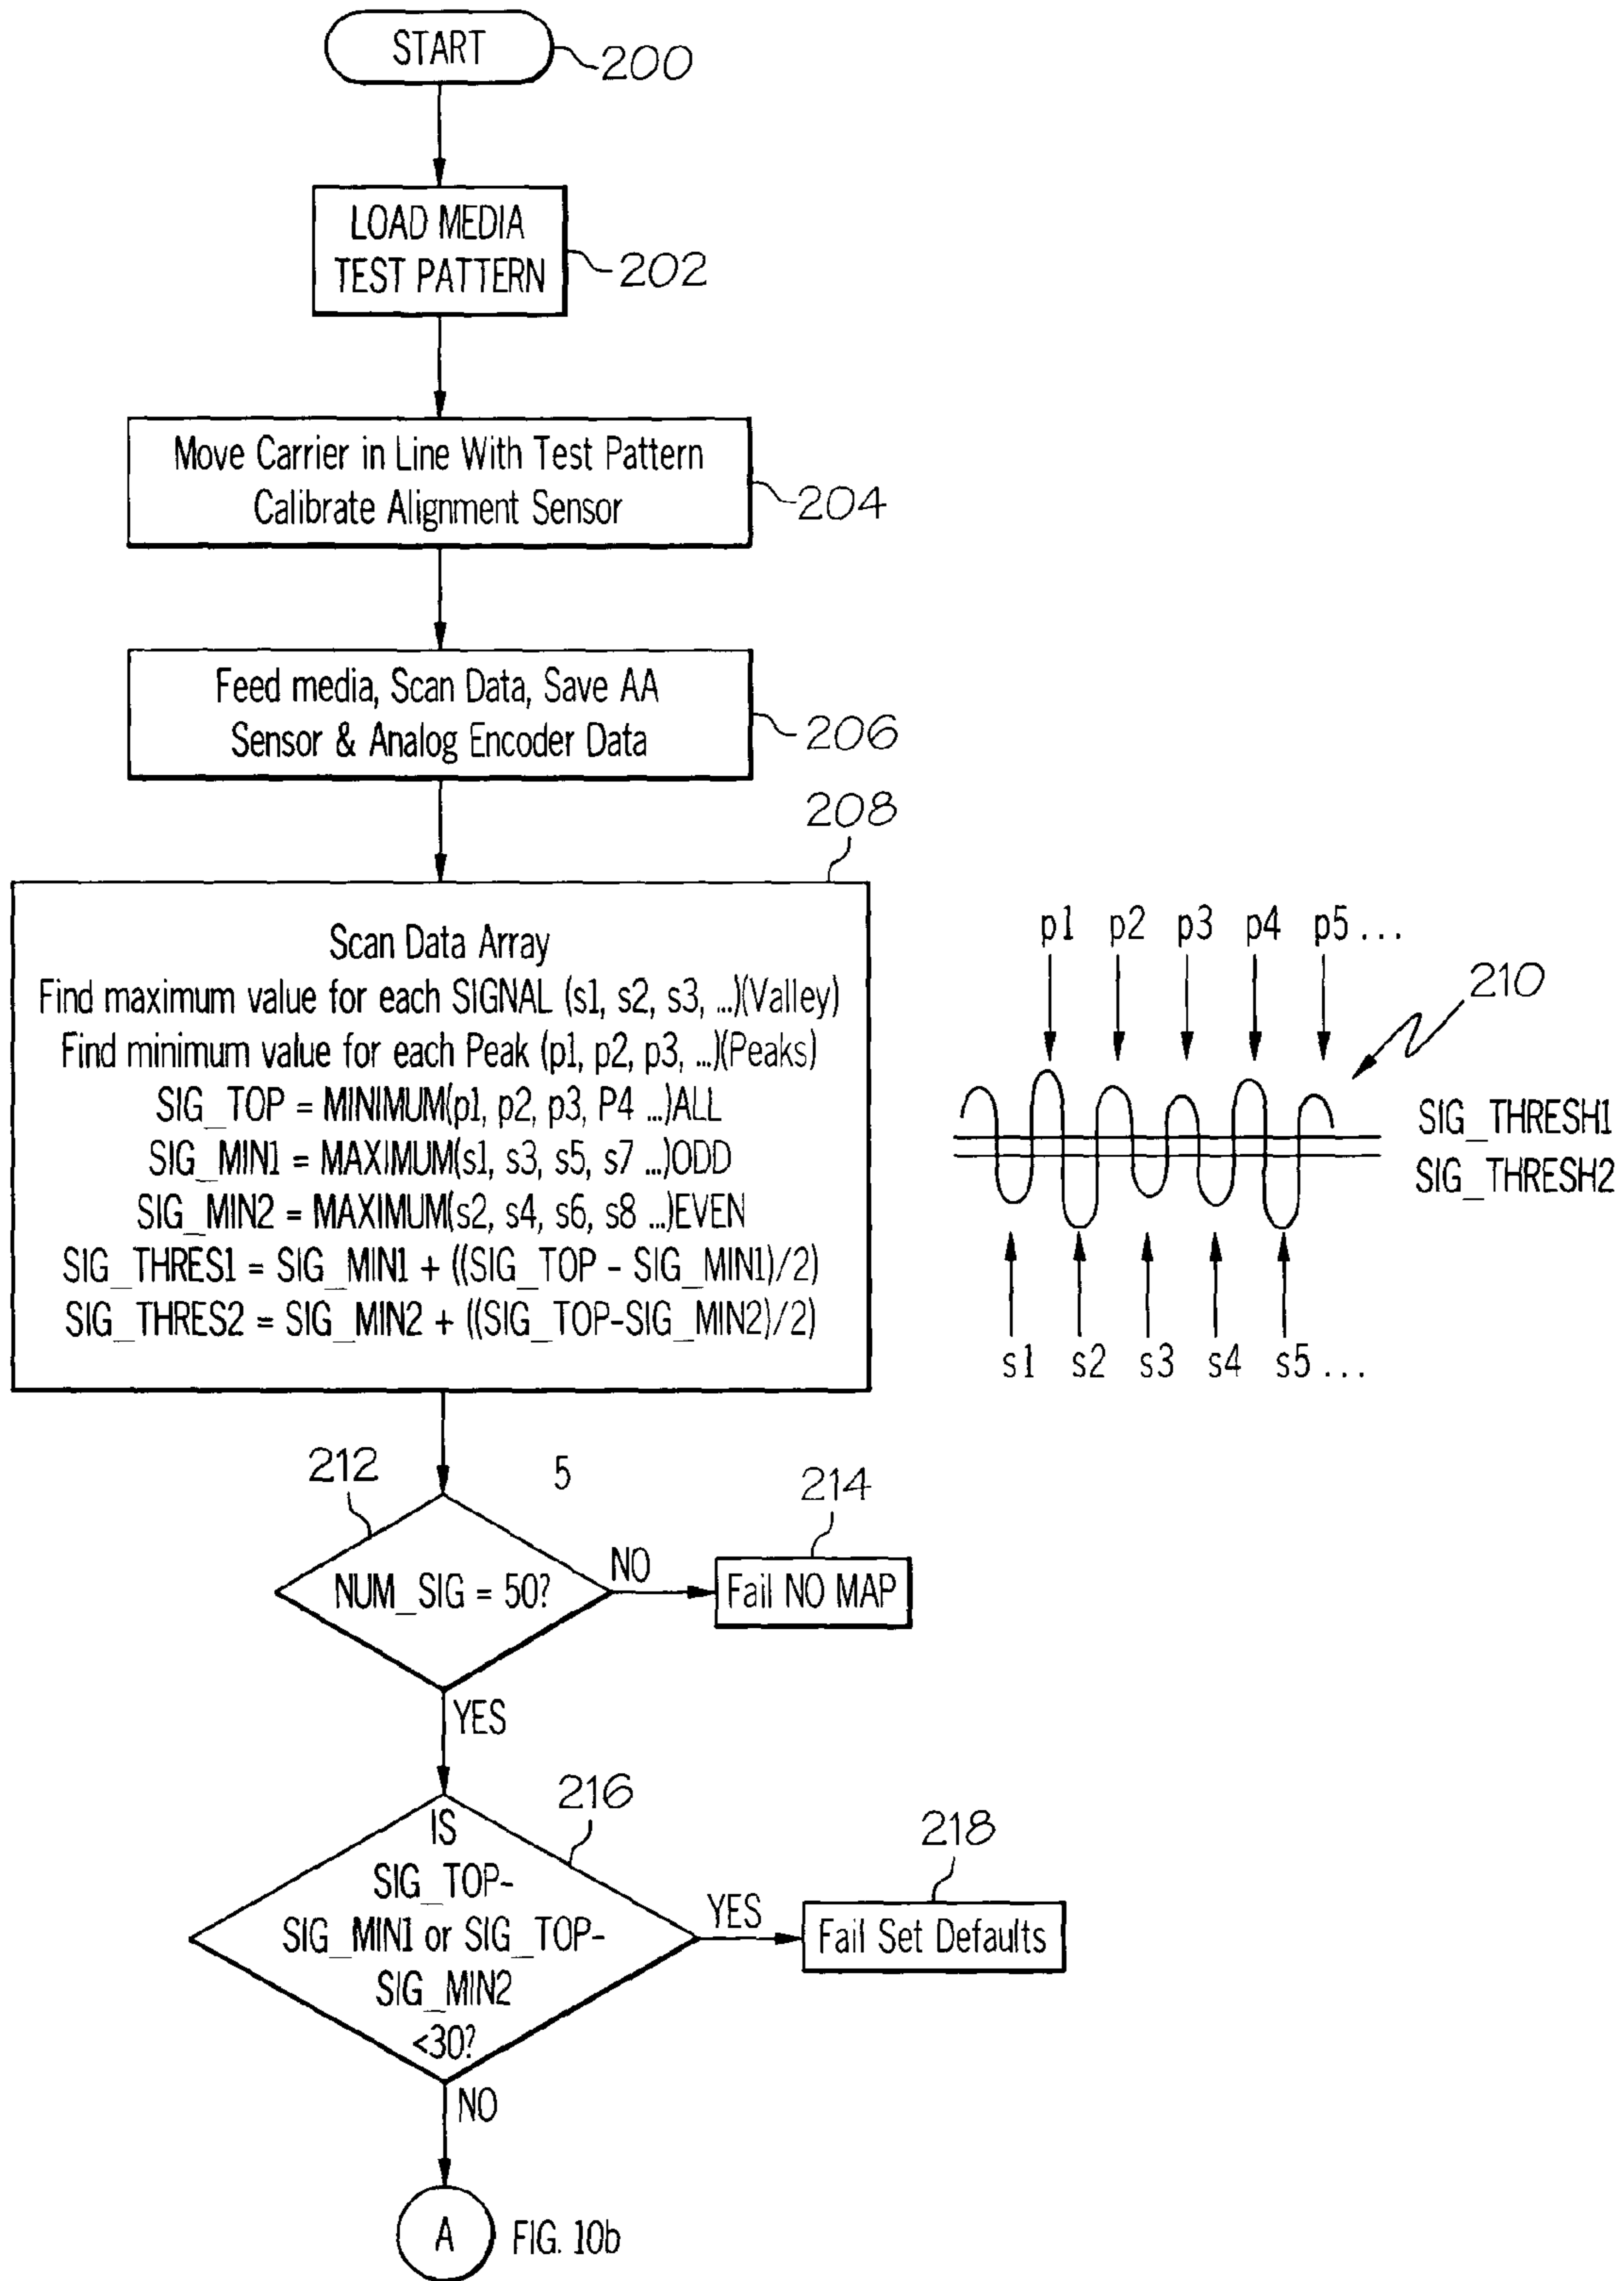 START
200
LOAD MEDIA
TEST PATTERN
202
Move Carrier in Line With Test Pattern
Calibrate Alignment Sensor
204
Feed media, Scan Data, Save AA
Sensor & Analog Encoder Data
206
208
Scan Data Array
Find maximum value for each SIGNAL (s1, s2, s3, ...)(Valley)
Find minimum value for each Peak (p1, p2, p3, ...)(Peaks)
SIG_TOP = MINIMUM(p1, p2, p3, P4 ...)ALL
SIG_MIN1 = MAXIMUM(s1, s3, s5, s7 ...)ODD
SIG_MIN2 = MAXIMUM(s2, s4, s6, s8 ...)EVEN
SIG_THRES1 = SIG_MIN1 + ((SIG_TOP - SIG_MIN1)/2)
SIG_THRES2 = SIG_MIN2 + ((SIG_TOP-SIG_MIN2)/2)
p1 p2 p3 p4 p5 ...
210
SIG_THRESH1
SIG_THRESH2
s1 s2 s3 s4 s5 ...
212
5
214
NUM_SIG = 50?
NO
Fail NO MAP
YES
216
218
IS
SIG_TOP-
SIG_MIN1 or SIG_TOP-
SIG_MIN2
<30?
YES
Fail Set Defaults
NO
A
FIG. 10b